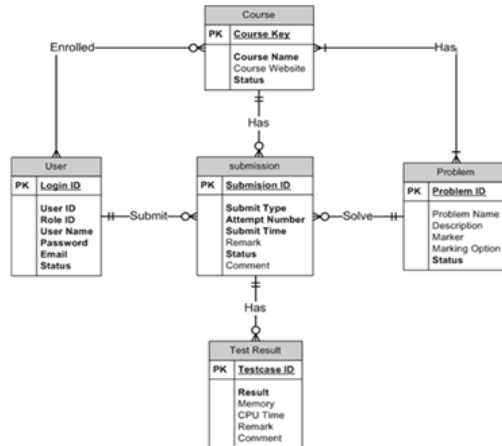 Course
PK Course Key
Course Name
Course Website
Status
Enrolled
Has
Has
User
PK Login ID
User ID
Role ID
User Name
Password
Email
Status
Submit
submission
PK Submision ID
Submit Type
Attempt Number
Submit Time
Remark
Status
Comment
Solve
Problem
PK Problem ID
Problem Name
Description
Marker
Marking Option
Status
Has
Test Result
PK Testcase ID
Result
Memory
CPU Time
Remark
Comment